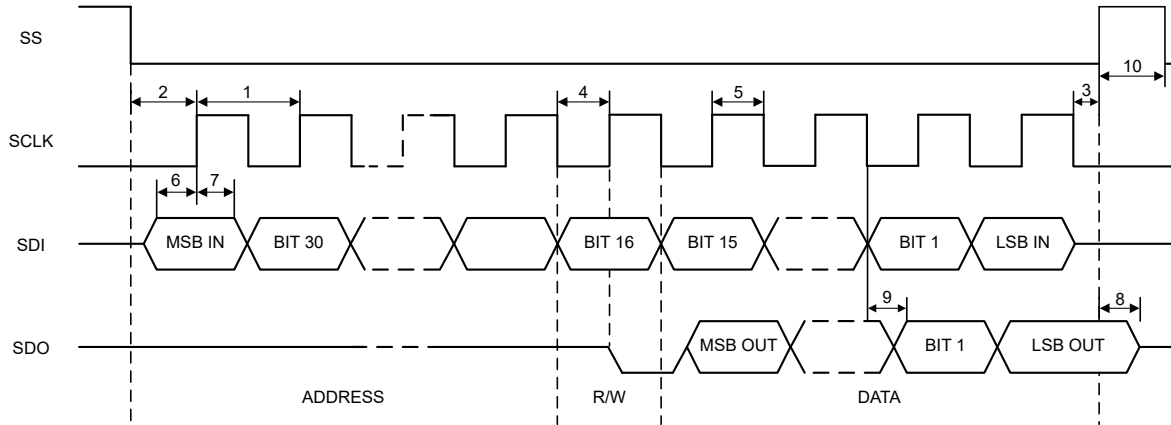 SS
10
2 1 4 5 3
SCLK
6 7
SDI MSB IN BIT 30 BIT 16 BIT 15 BIT 1 LSB IN
9 8
SDO MSB OUT BIT 1 LSB OUT
ADDRESS R/W DATA